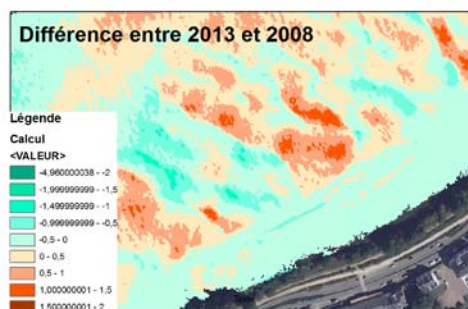 Différence entre 2013 et 2008
Légende
Calcul
<VALEUR>
-4,960000038 - -2
-1,999999999 - -1,5
-1,499999999 - -1
-0,999999999 - -0,5
-0,5 - 0
0 - 0,5
0,5 - 1
1,000000001 - 1,5
1,500000001 - 2